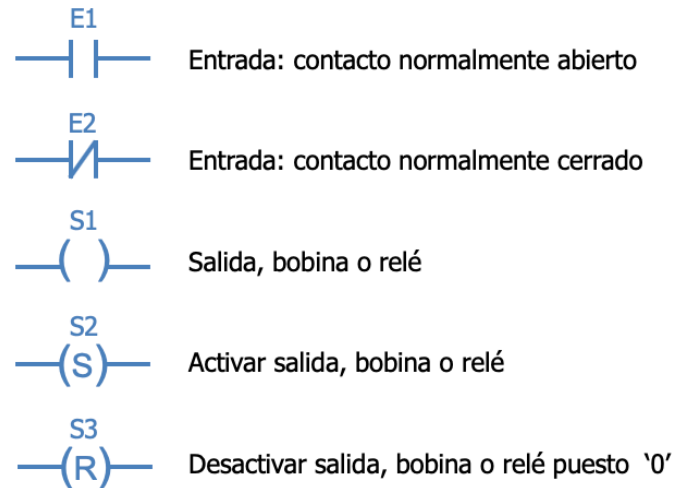 E1
Entrada: contacto normalmente abierto
E2
Entrada: contacto normalmente cerrado
S1
( ) Salida, bobina o relé
S2
(S) Activar salida, bobina o relé
S3
(R) Desactivar salida, bobina o relé puesto ‘0’